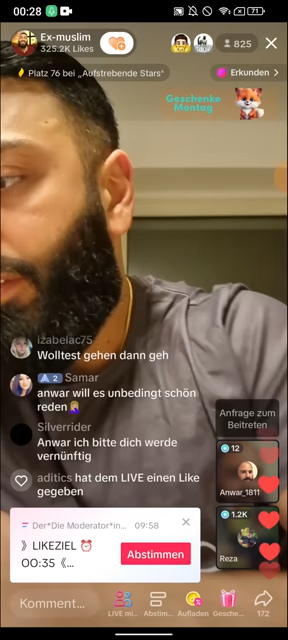 00:28
71
Ex-muslim
325.2K Likes
825
Platz 76 bei „Aufstrebende Stars“
Erkunden >
Geschenke
Montag
izabelac75
Wolltest gehen dann geh
2 Samar
anwar will es unbedingt schön
reden
Silverrider
Anwar ich bitte dich werde
vernünftig
aditics hat dem LIVE einen Like
gegeben
Anfrage zum
Beitreten
12
Anwar_1811
1.2K
Reza
Der*Die Moderator*in... 09:58
》LIKEZIEL
OO:35《...
Abstimmen
Komment...
LIVE mi...
Abstim...
Aufladen
Gesche...
172